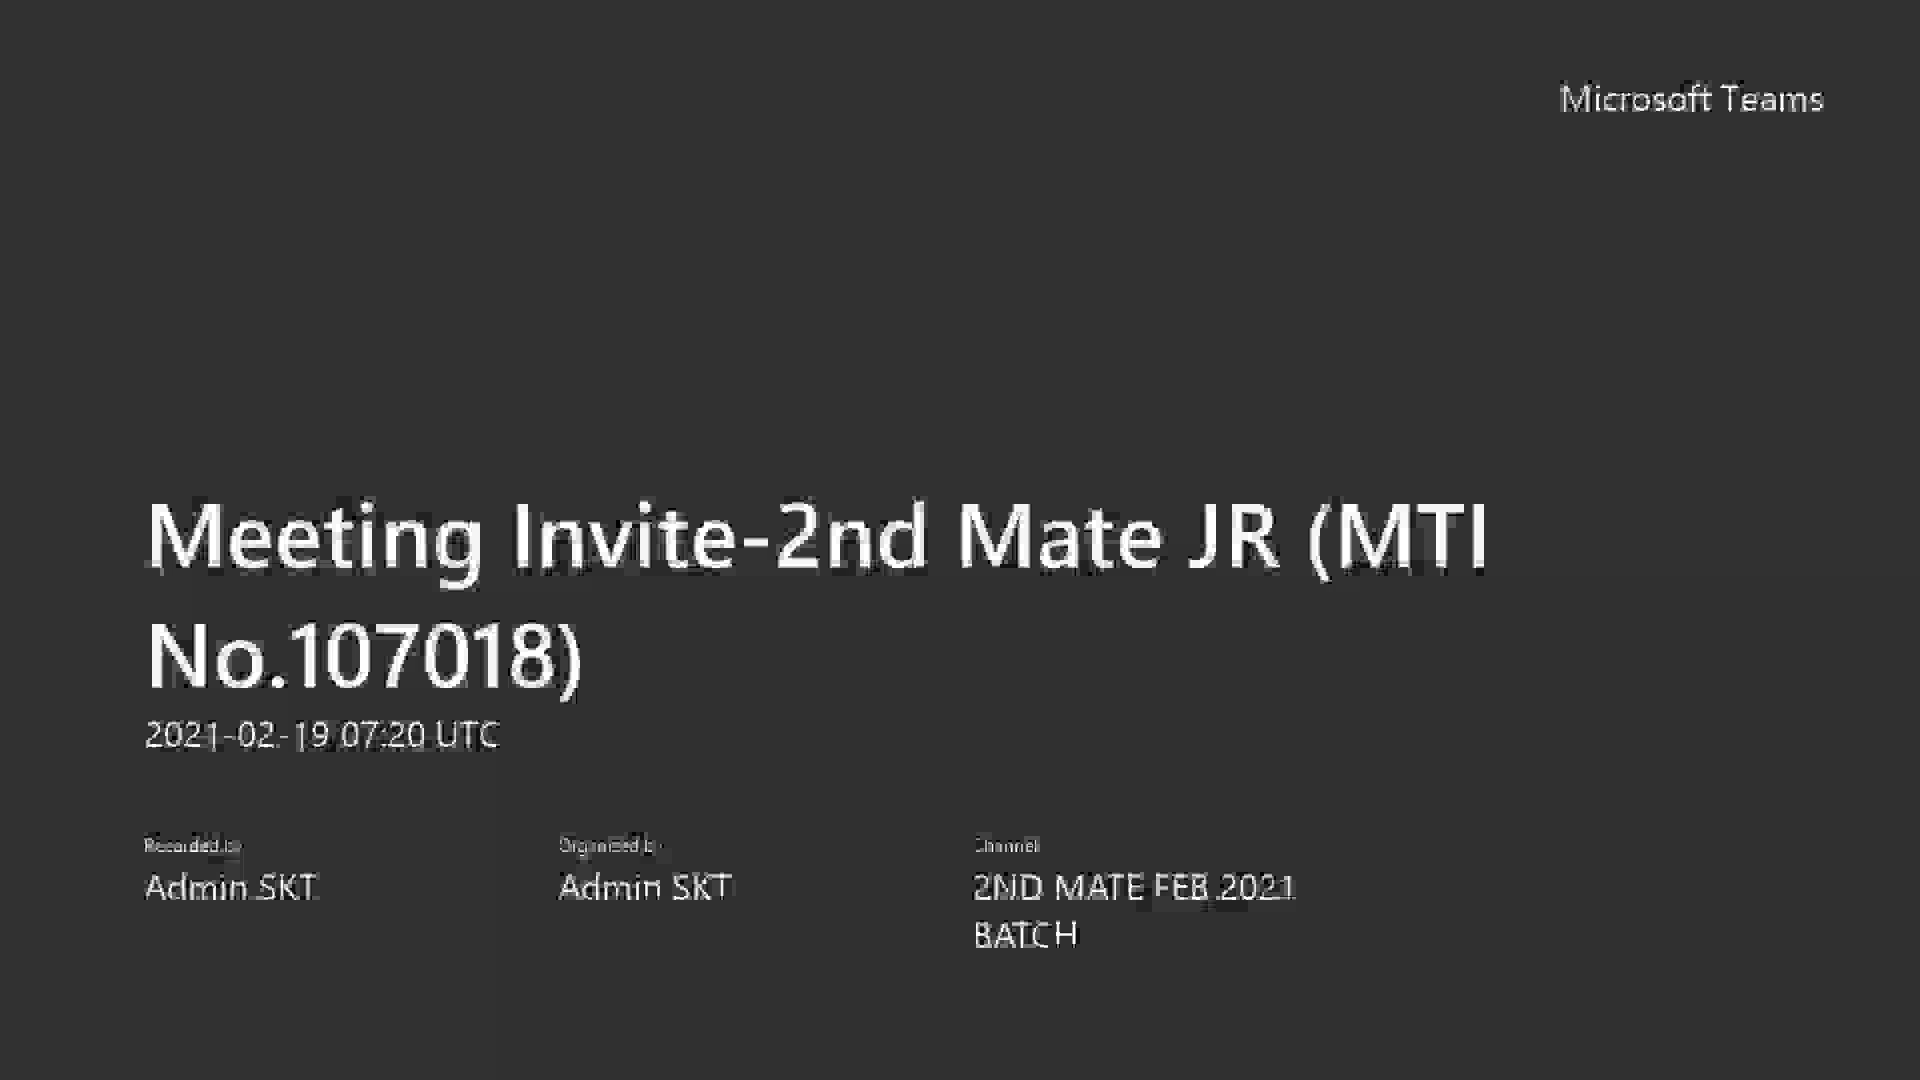 Microsoft Teams
Meeting Invite-2nd Mate JR (MTI
No.107018)
2021-02-19 07:20 UTC
Recorded by
Organized by
Channel
Admin SKT
Admin SKT
2ND MATE FEB 2021
BATCH